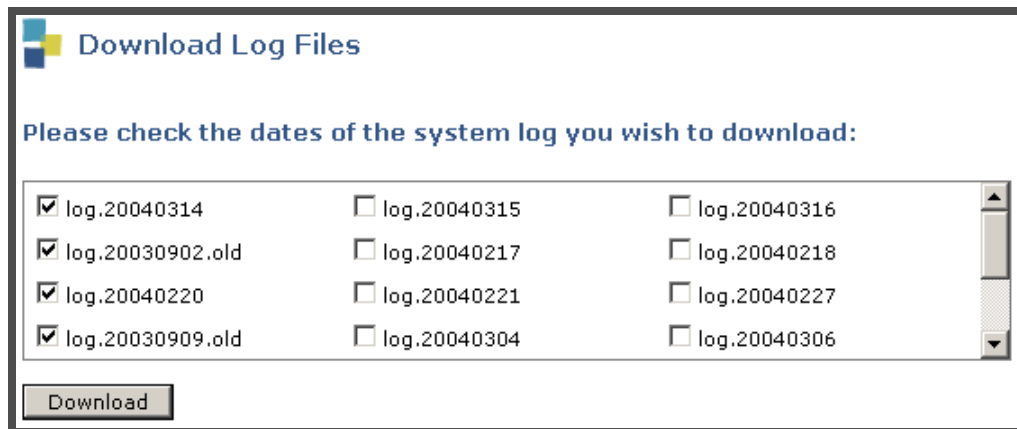 Download Log Files
Please check the dates of the system log you wish to download:
log.20040314 log.20040315 log.20040316
log.20030902.old log.20040217 log.20040218
log.20040220 log.20040221 log.20040227
log.20030909.old log.20040304 log.20040306
Download